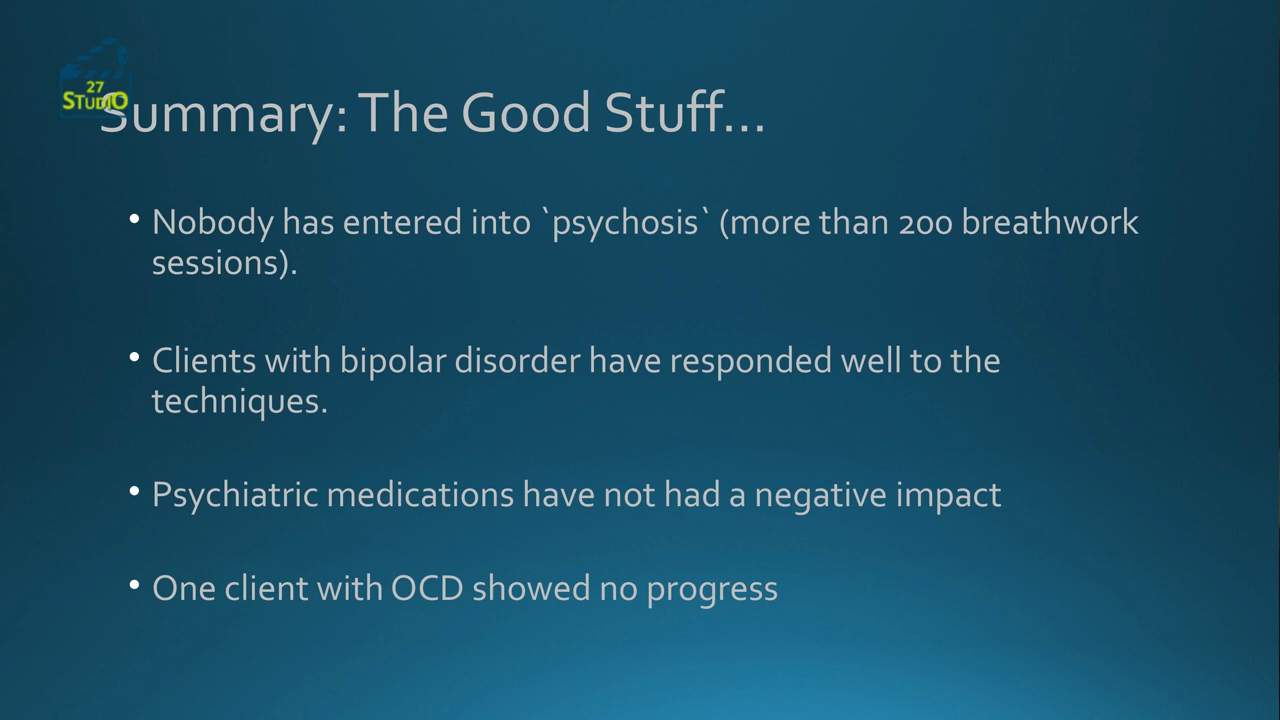 27
STUDIO
Summary: The Good Stuff...
• Nobody has entered into `psychosis` (more than 200 breathwork
sessions).
• Clients with bipolar disorder have responded well to the
techniques.
• Psychiatric medications have not had a negative impact
• One client with OCD showed no progress